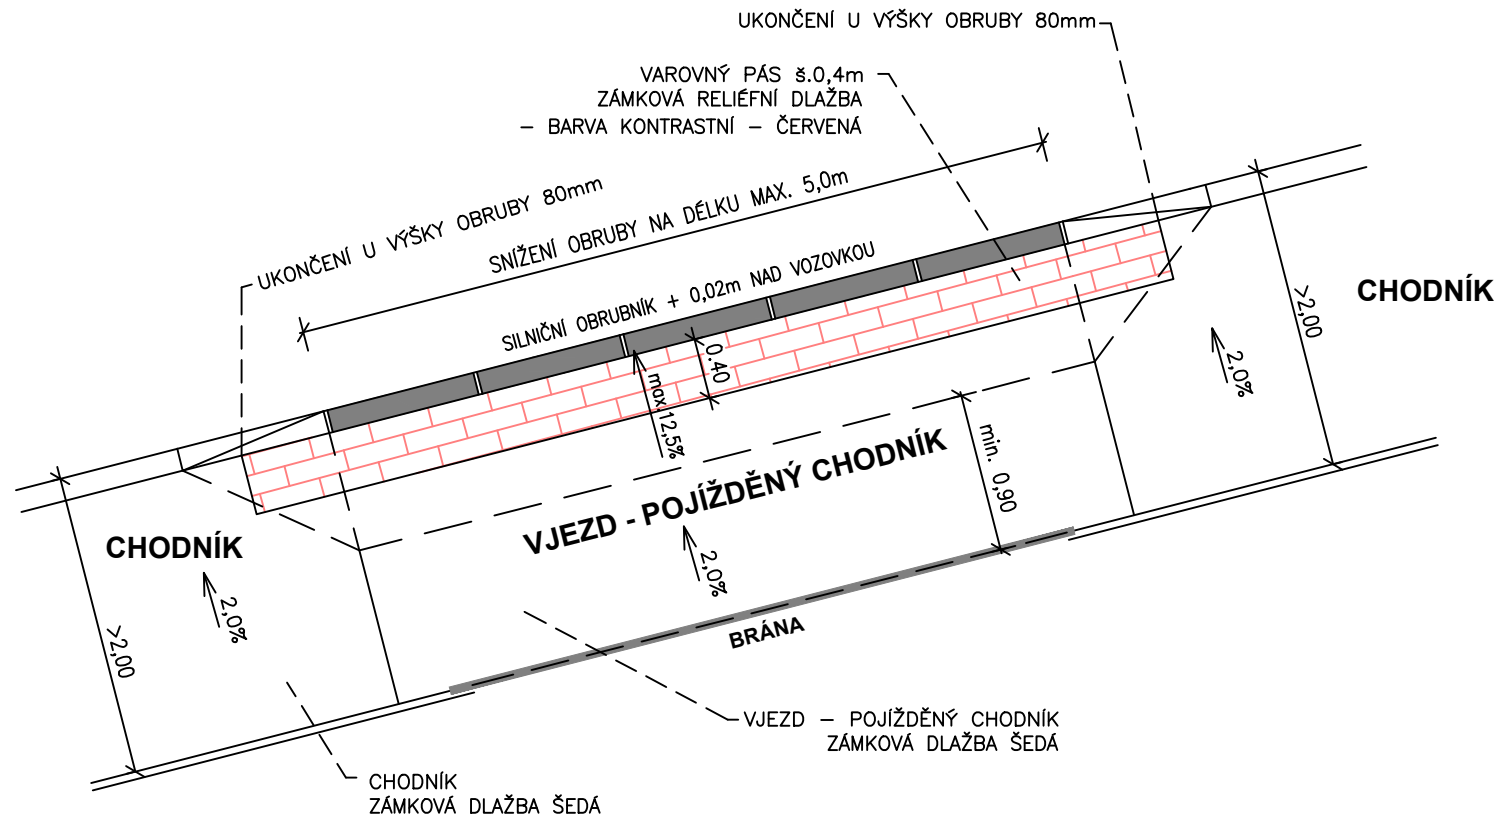 UKONČENÍ U VÝŠKY OBRUBY 80mm
VAROVNÝ PÁS š.0,4m
ZÁMKOVÁ RELIÉFNÍ DLAŽBA
– BARVA KONTRASTNÍ – ČERVENÁ
UKONČENÍ U VÝŠKY OBRUBY 80mm
SNÍŽENÍ OBRUBY NA DÉLKU MAX. 5,0m
SILNIČNÍ OBRUBNÍK + 0,02m NAD VOZOVKOU
CHODNÍK
>2,00
2,0%
0.40
max.12,5%
min. 0,90
VJEZD - POJÍŽDĚNÝ CHODNÍK
2,0%
CHODNÍK
2,0%
>2,00
BRÁNA
VJEZD – POJÍŽDĚNÝ CHODNÍK
ZÁMKOVÁ DLAŽBA ŠEDÁ
CHODNÍK
ZÁMKOVÁ DLAŽBA ŠEDÁ